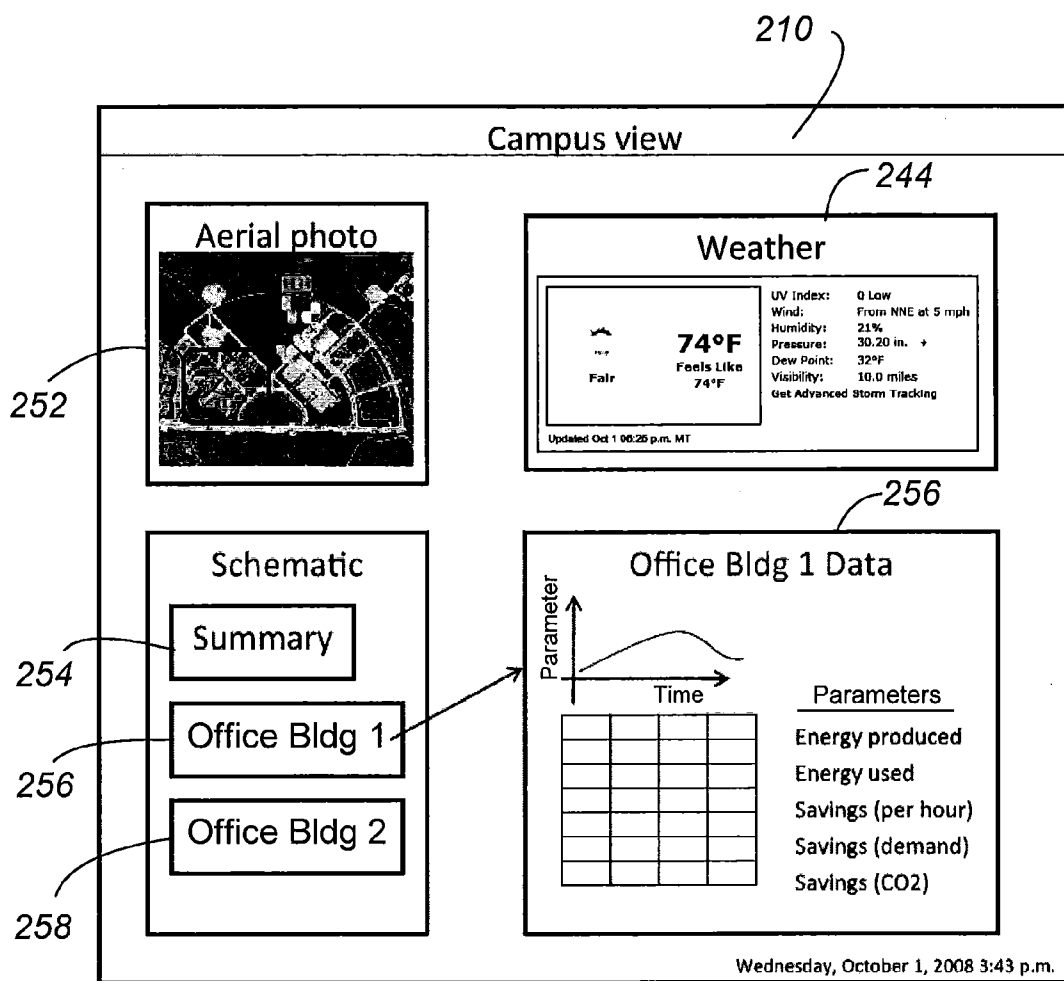 210
Campus view
244
Aerial photo
252
Weather
Fair
74°F
Feels Like
74°F
UV Index: 0 Low
Wind: From NNE at 5 mph
Humidity: 21%
Pressure: 30.20 in.
Dew Point: 32°F
Visibility: 10.0 miles
Get Advanced Storm Tracking
Updated Oct 1 06:25 p.m. MT
Schematic
Summary
254
Office Bldg 1
256
Office Bldg 2
258
256
Office Bldg 1 Data
Parameter
Time
Parameters
Energy produced
Energy used
Savings (per hour)
Savings (demand)
Savings (CO2)
Wednesday, October 1, 2008 3:43 p.m.